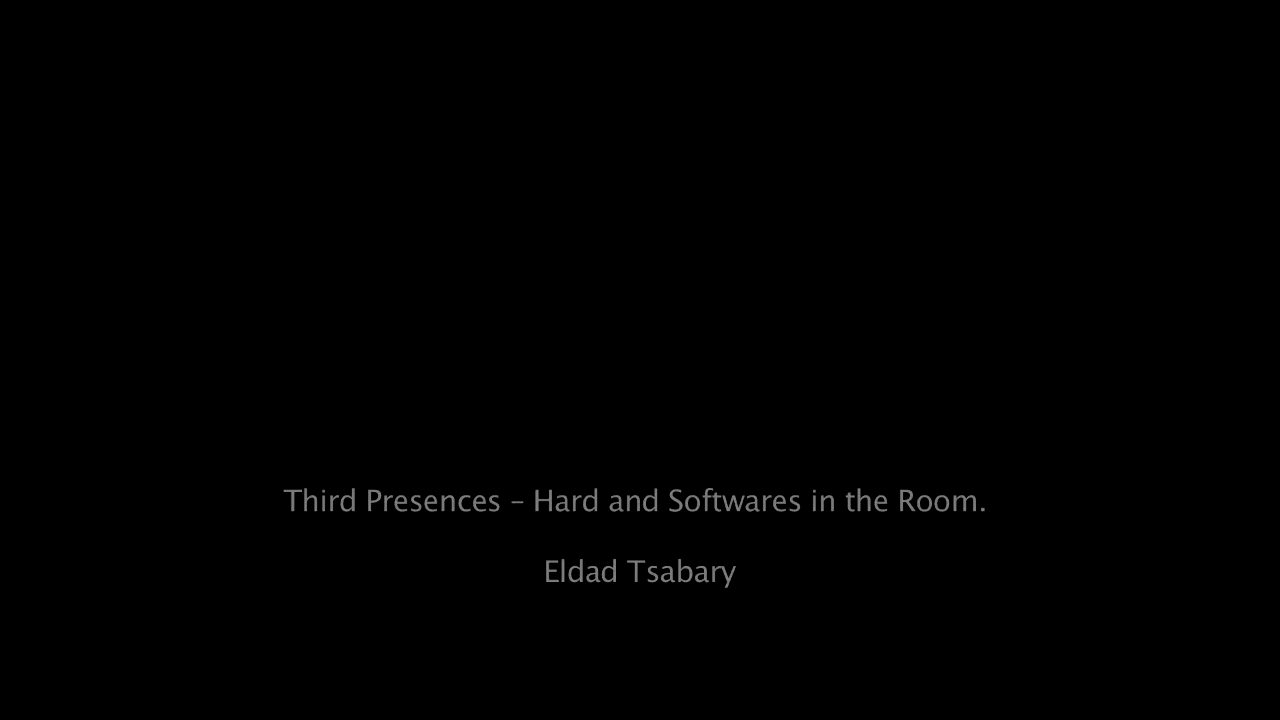 Third Presences – Hard and Softwares in the Room.
Eldad Tsabary